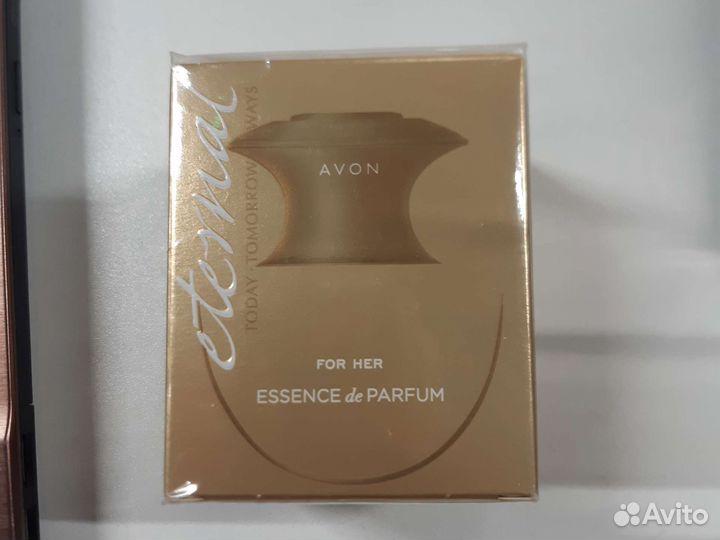 eternal
TODAY · TOMORROW · ALWAYS
AVON
FOR HER
ESSENCE de PARFUM
Avito